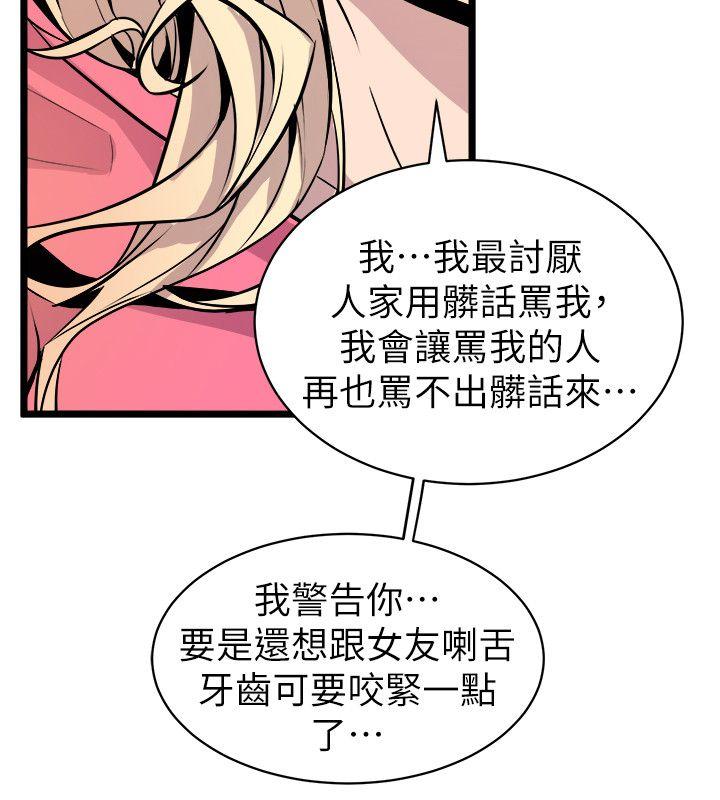 我⋯我最討厭
人家用髒話罵我，
我會讓罵我的人
再也罵不出髒話來⋯
我警告你⋯
要是還想跟女友喇舌
牙齒可要咬緊一點
了⋯